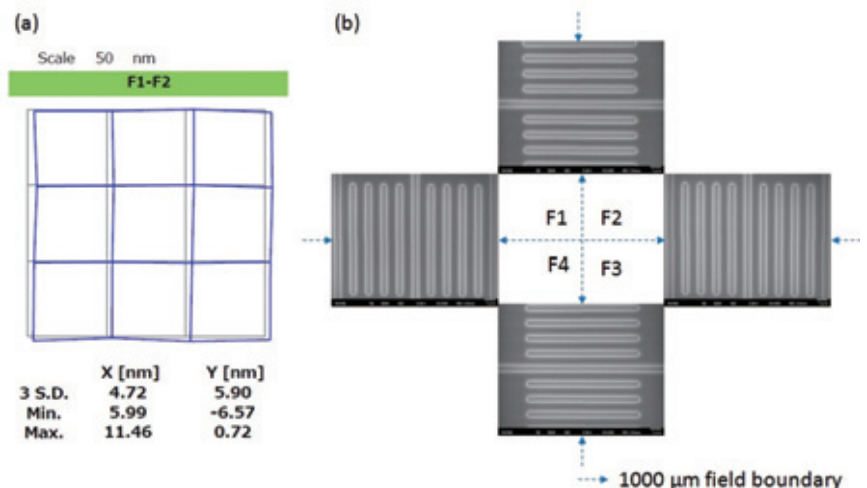 (a)
Scale 50 nm
F1-F2
X [nm] Y [nm]
3 S.D. 4.72 5.90
Min. 5.99 -6.57
Max. 11.46 0.72
(b)
F1 F2
F4 F3
1000 μm field boundary